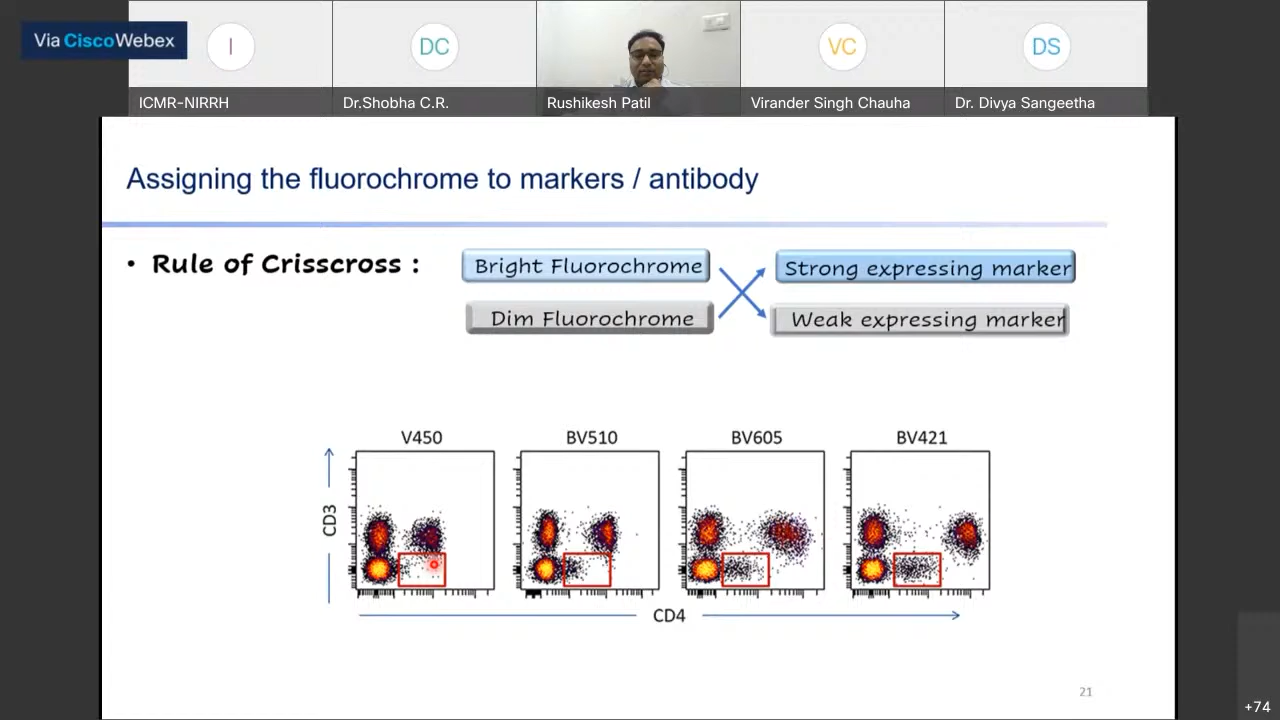 Via Cisco Webex
I
DC
VC
DS
ICMR-NIRRH
Dr.Shobha C.R.
Rushikesh Patil
Virander Singh Chauha
Dr. Divya Sangeetha
Assigning the fluorochrome to markers / antibody
• Rule of Crisscross :
Bright Fluorochrome
Strong expressing marker
Dim Fluorochrome
Weak expressing marker
V450
BV510
BV605
BV421
CD3
CD4
21
+74